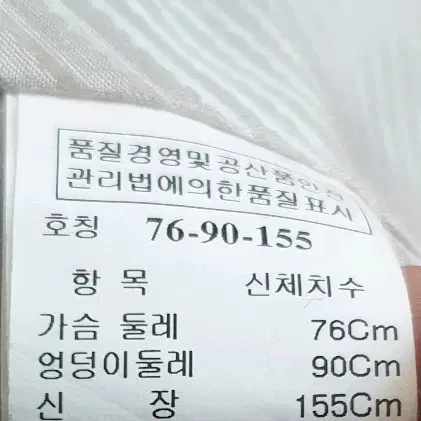 품질경영및 공산품안전
관리법에의한품질표시
호칭 76-90-155
항 목 신체치수
가슴 둘레 76Cm
엉덩이둘레 90Cm
신 장 155Cm